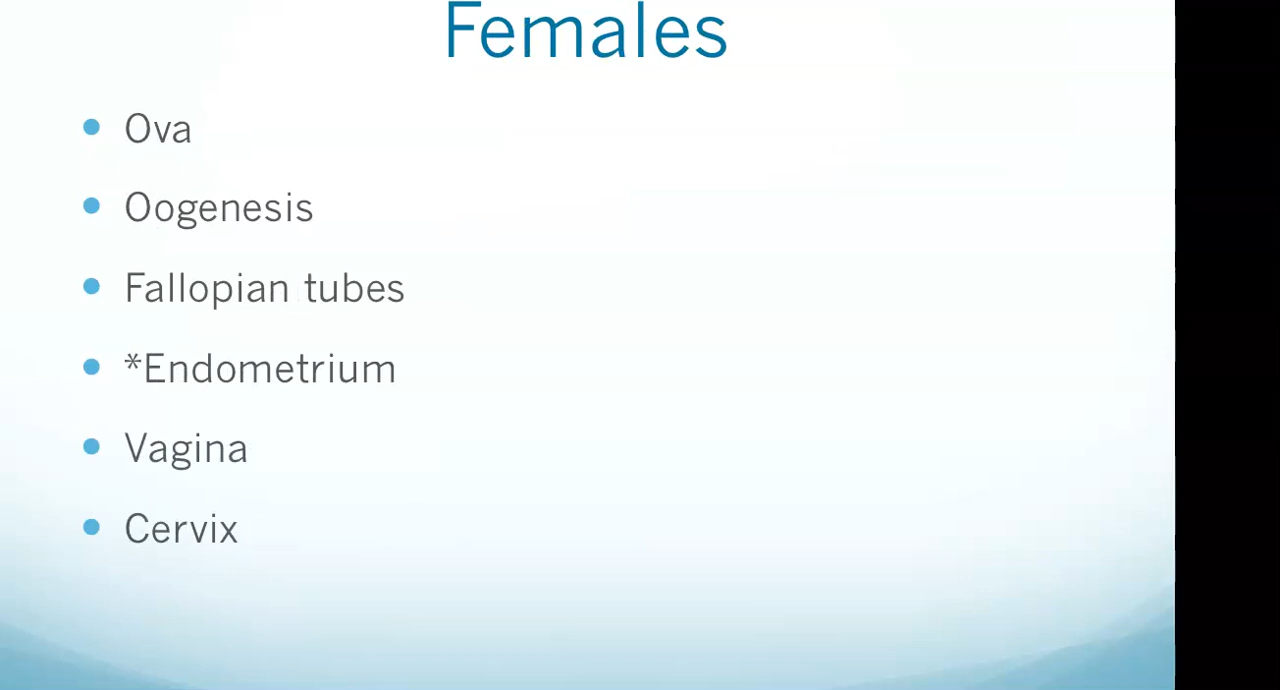 Females
• Ova
• Oogenesis
• Fallopian tubes
• *Endometrium
• Vagina
• Cervix